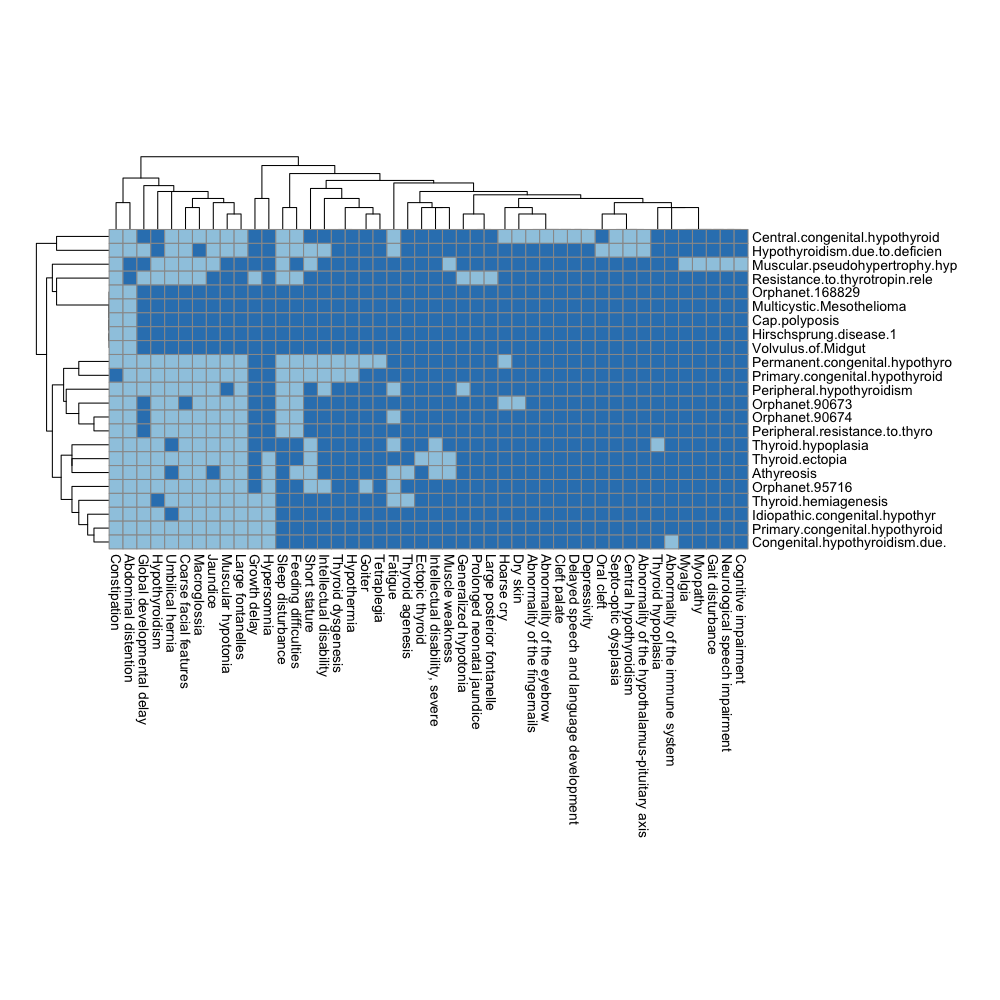 Central.congenital.hypothyroid
Hypothyroidism.due.to.deficien
Muscular.pseudohypertrophy.hyp
Resistance.to.thyrotropin.rele
Orphanet.168829
Multicystic.Mesothelioma
Cap.polyposis
Hirschsprung.disease.1
Volvulus.of.Midgut
Permanent.congenital.hypothyro
Primary.congenital.hypothyroid
Peripheral.hypothyroidism
Orphanet.90673
Orphanet.90674
Peripheral.resistance.to.thyro
Thyroid.hypoplasia
Thyroid.ectopia
Athyreosis
Orphanet.95716
Thyroid.hemiagenesis
Idiopathic.congenital.hypothyr
Primary.congenital.hypothyroid
Congenital.hypothyroidism.due.
Constipation
Abdominal distention
Global developmental delay
Hypothyroidism
Umbilical hernia
Coarse facial features
Macroglossia
Jaundice
Muscular hypotonia
Large fontanelles
Growth delay
Hypersomnia
Sleep disturbance
Feeding difficulties
Short stature
Intellectual disability
Thyroid dysgenesis
Hypothermia
Goiter
Tetraplegia
Fatigue
Thyroid agenesis
Ectopic thyroid
Intellectual disability, severe
Muscle weakness
Generalized hypotonia
Prolonged neonatal jaundice
Large posterior fontanelle
Hoarse cry
Dry skin
Abnormality of the fingernails
Abnormality of the eyebrow
Cleft palate
Delayed speech and language development
Depressivity
Oral cleft
Septo-optic dysplasia
Central hypothyroidism
Abnormality of the hypothalamus-pituitary axis
Thyroid hypoplasia
Abnormality of the immune system
Myalgia
Myopathy
Gait disturbance
Neurological speech impairment
Cognitive impairment